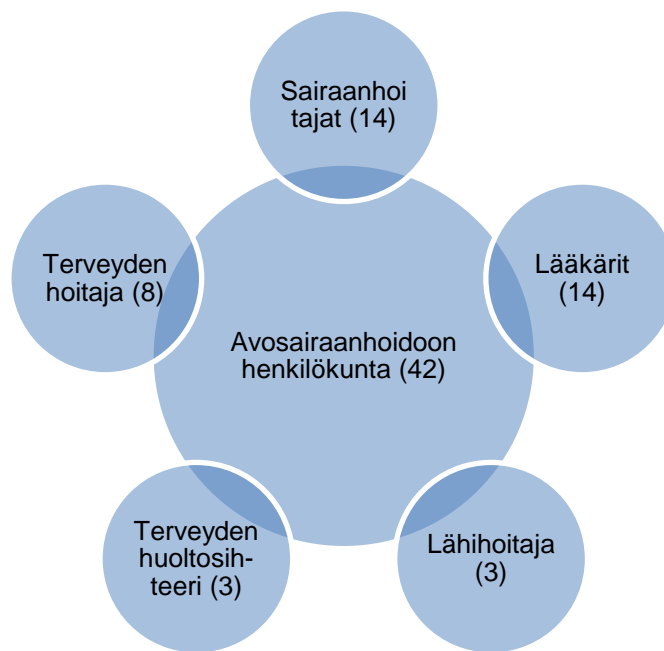 Sairaanhoi
tajat (14)
Terveyden
hoitaja (8)
Lääkärit
(14)
Avosairaanhoidoon
henkilökunta (42)
Terveyden
huoltosih-
teeri (3)
Lähihoitaja
(3)